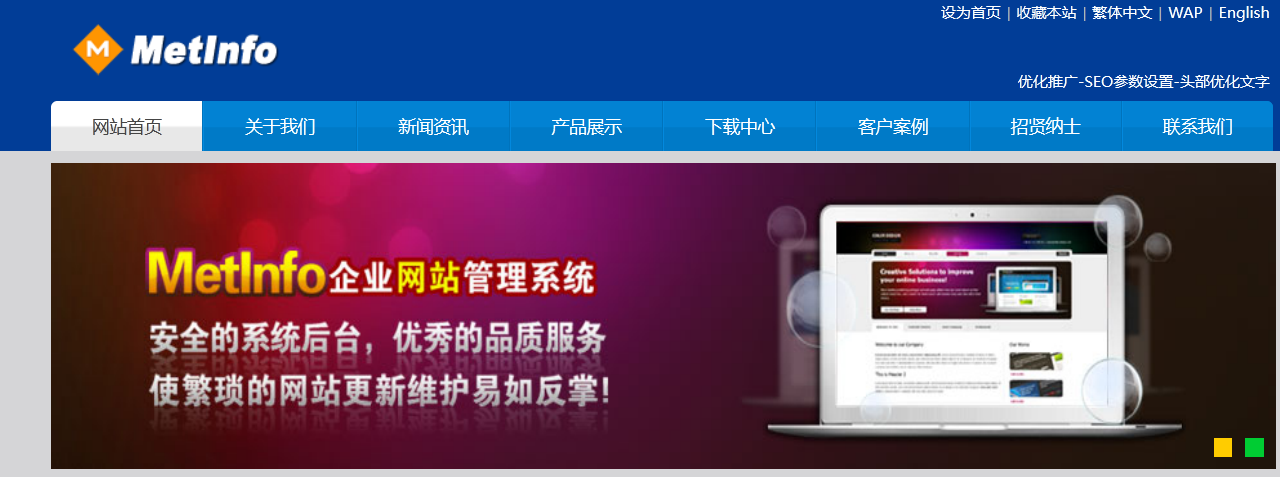 设为首页 | 收藏本站 | 繁体中文 | WAP | English
M MetInfo
优化推广-SEO参数设置-头部优化文字
网站首页 关于我们 新闻资讯 产品展示 下载中心 客户案例 招贤纳士 联系我们
MetInfo企业网站管理系统
安全的系统后台，优秀的品质服务
使繁琐的网站更新维护易如反掌!
Creative Solutions to improve
your online business!
Welcome to our Company
Our Works